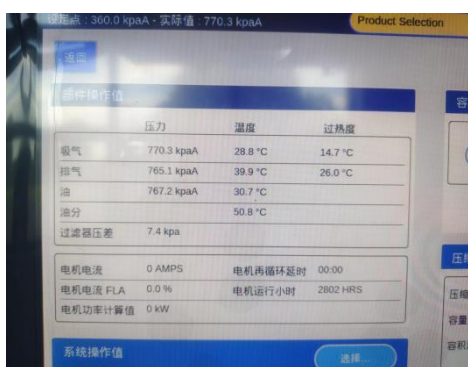 设定点 : 360.0 kpaA - 实际值 : 770.3 kpaA
Product Selection
返回
部件操作值
压力 温度 过热度
吸气 770.3 kpaA 28.8 °C 14.7 °C
排气 765.1 kpaA 39.9 °C 26.0 °C
油 767.2 kpaA 30.7 °C
油分 50.8 °C
过滤器压差 7.4 kpa
电机电流 0 AMPS 电机再循环延时 00:00
电机电流 FLA 0.0 % 电机运行小时 2802 HRS
电机功率计算值 0 kW
系统操作值
选择...
容
压缩
压缩
容量
容积